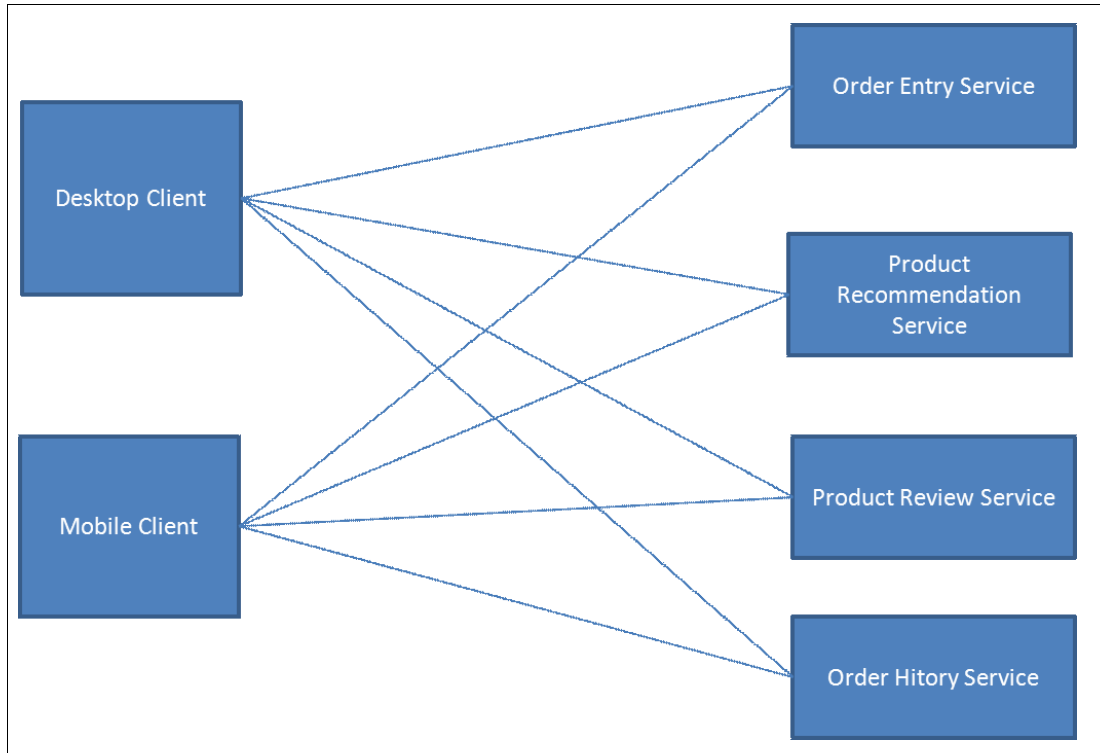 Order Entry Service
Desktop Client
Product
Recommendation
Service
Product Review Service
Mobile Client
Order Hitory Service